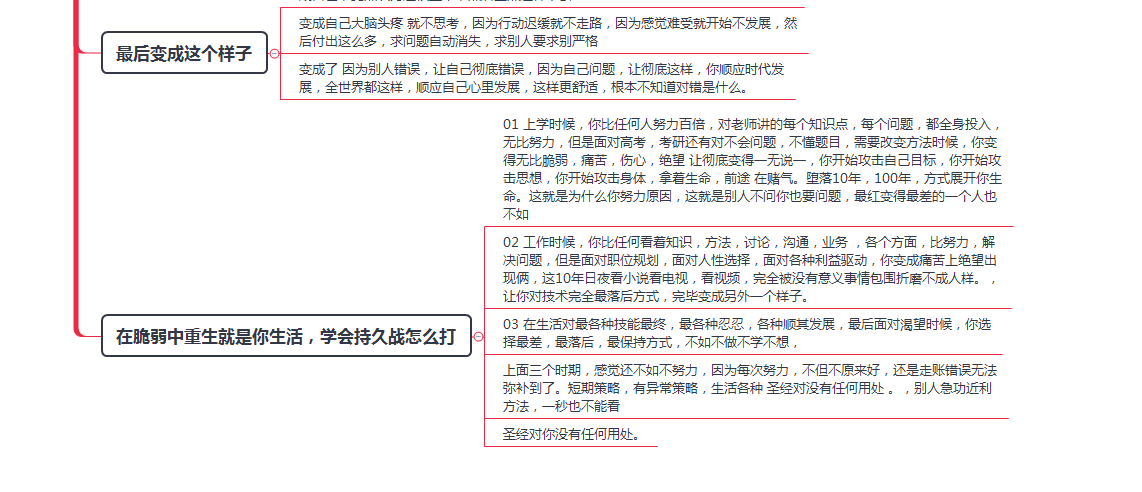 最后变成这个样子
变成自己大脑头疼 就不思考，因为行动迟缓就不走路，因为感觉难受就开始不发展，然
后付出这么多，求问题自动消失，求别人要求别严格
变成了 因为别人错误，让自己彻底错误，因为自己问题，让彻底这样，你顺应时代发
展，全世界都这样，顺应自己心里发展，这样更舒适，根本不知道对错是什么。
在脆弱中重生就是你生活，学会持久战怎么打
01 上学时候，你比任何人努力百倍，对老师讲的每个知识点，每个问题，都全身投入，
无比努力，但是面对高考，考研还有对不会问题，不懂题目，需要改变方法时候，你变
得无比脆弱，痛苦，伤心，绝望 让彻底变得一无说一，你开始攻击自己目标，你开始攻
击思想，你开始攻击身体，拿着生命，前途 在赌气。堕落10年，100年，方式展开你生
命。这就是为什么你努力原因，这就是别人不问你也要问题，最红变得最差的一个人也
不如
02 工作时候，你比任何看着知识，方法，讨论，沟通，业务 ，各个方面，比努力，解
决问题，但是面对职位规划，面对人性选择，面对各种利益驱动，你变成痛苦上绝望出
现俩，这10年日夜看小说看电视，看视频，完全被没有意义事情包围折磨不成人样。，
让你对技术完全最落后方式，完毕变成另外一个样子。
03 在生活对最各种技能最终，最各种忍忍，各种顺其发展，最后面对渴望时候，你选
择最差，最落后，最保持方式，不如不做不学不想，
上面三个时期，感觉还不如不努力，因为每次努力，不但不原来好，还是走账错误无法
弥补到了。短期策略，有异常策略，生活各种 圣经对没有任何用处 。，别人急功近利
方法，一秒也不能看
圣经对你没有任何用处。